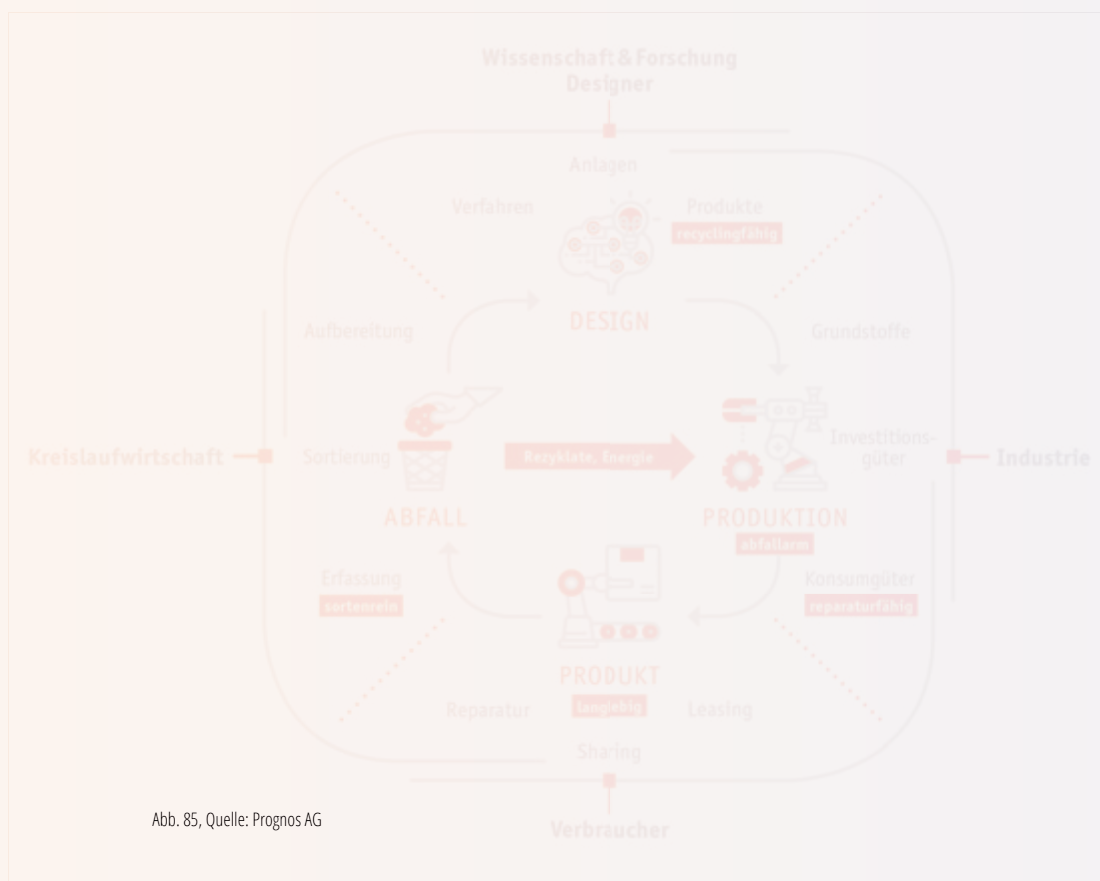 Wissenschaft & Forschung
Designer
Anlagen
Verfahren
Produkte
recyclingfähig
DESIGN
Aufbereitung
Grundstoffe
Kreislaufwirtschaft
Sortierung
Rezyklate, Energie
Investitions-
güter
Industrie
ABFALL
PRODUKTION
abfallarm
Erfassung
sortenrein
Konsumgüter
reparaturfähig
PRODUKT
langlebig
Reparatur
Leasing
Sharing
Verbraucher
Abb. 85, Quelle: Prognos AG